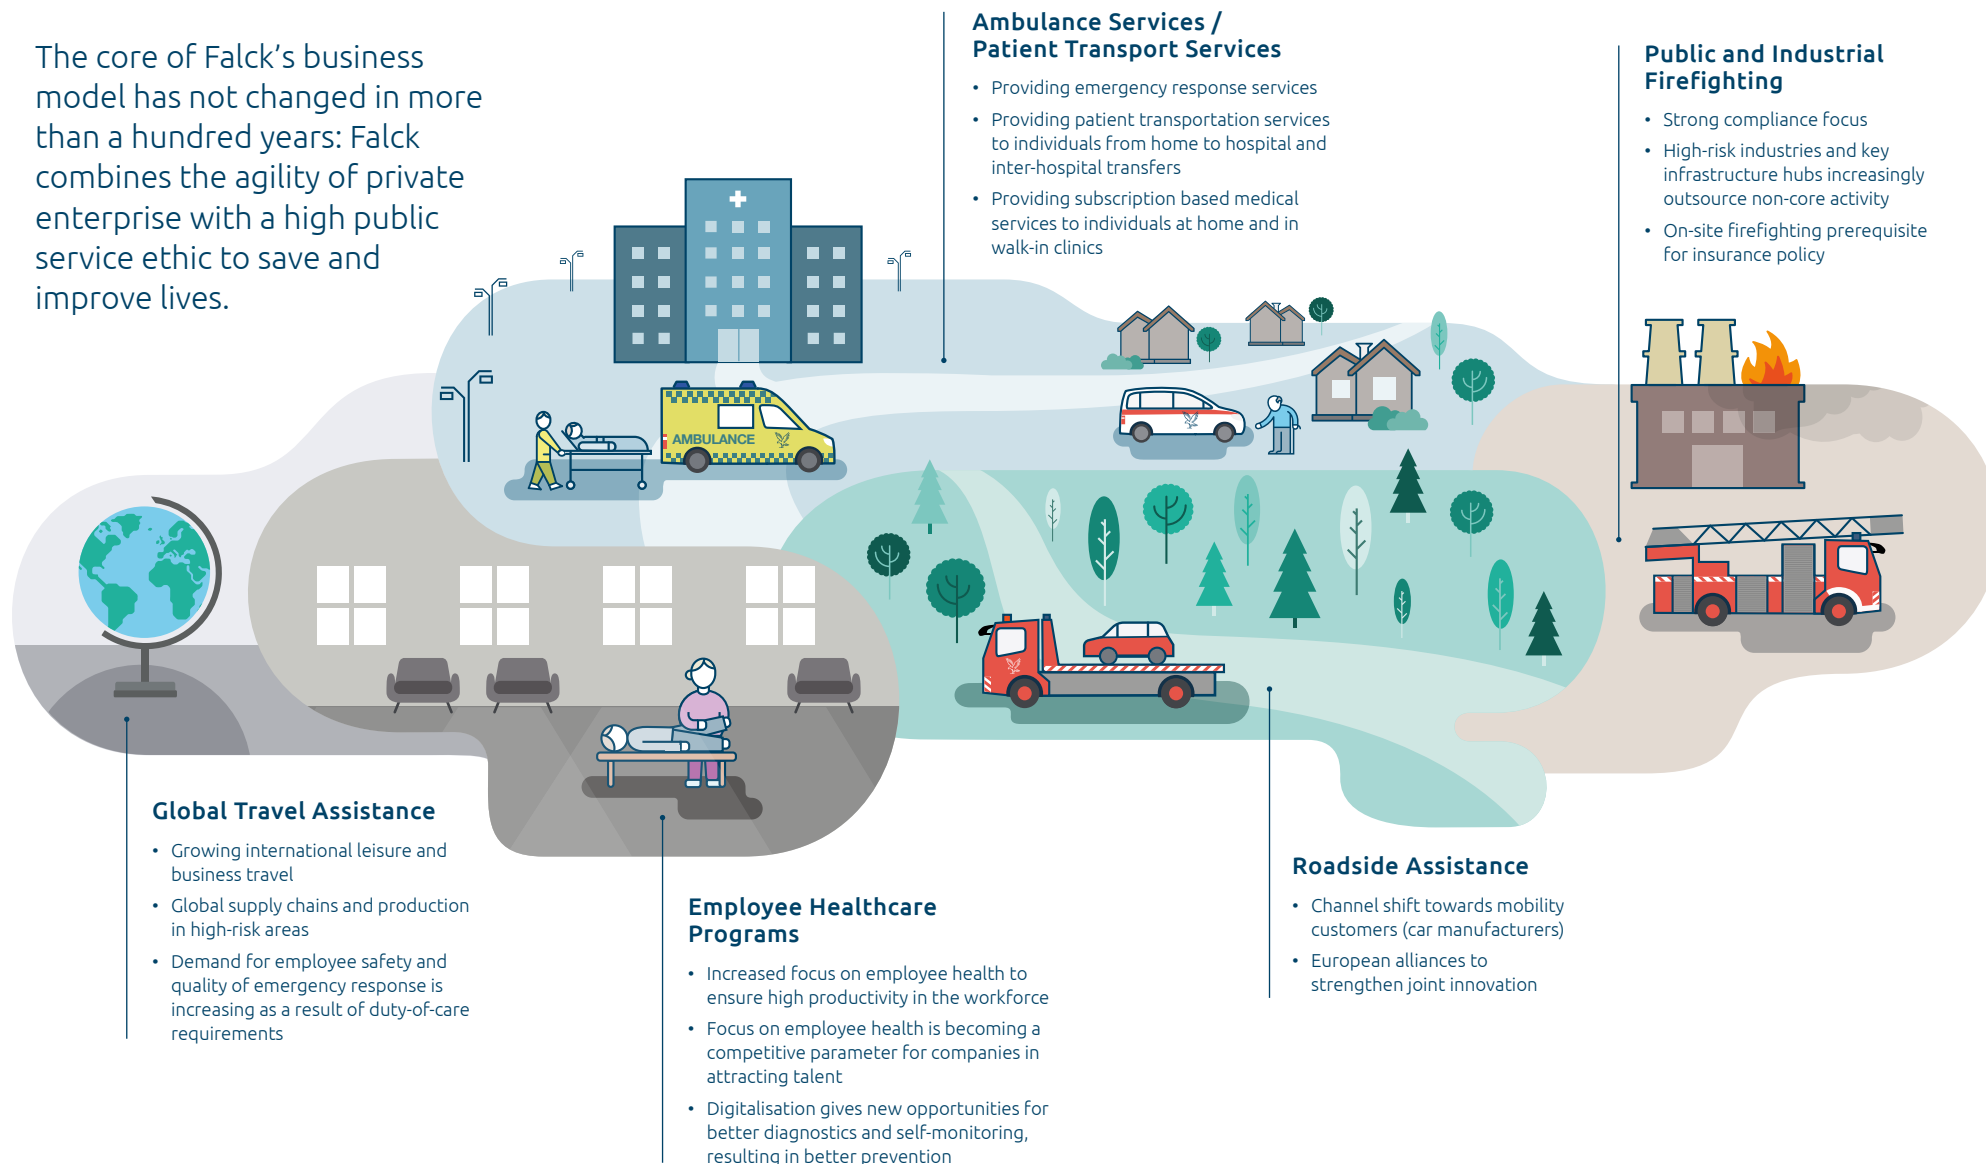 The core of Falck's business
model has not changed in more
than a hundred years: Falck
combines the agility of private
enterprise with a high public
service ethic to save and
improve lives.
Ambulance Services /
Patient Transport Services
• Providing emergency response services
• Providing patient transportation services
to individuals from home to hospital and
inter-hospital transfers
• Providing subscription based medical
services to individuals at home and in
walk-in clinics
Public and Industrial
Firefighting
• Strong compliance focus
• High-risk industries and key
infrastructure hubs increasingly
outsource non-core activity
• On-site firefighting prerequisite
for insurance policy
AMBULANCE
Global Travel Assistance
• Growing international leisure and
business travel
• Global supply chains and production
in high-risk areas
• Demand for employee safety and
quality of emergency response is
increasing as a result of duty-of-care
requirements
Employee Healthcare
Programs
• Increased focus on employee health to
ensure high productivity in the workforce
• Focus on employee health is becoming a
competitive parameter for companies in
attracting talent
• Digitalisation gives new opportunities for
better diagnostics and self-monitoring,
resulting in better prevention
Roadside Assistance
• Channel shift towards mobility
customers (car manufacturers)
• European alliances to
strengthen joint innovation